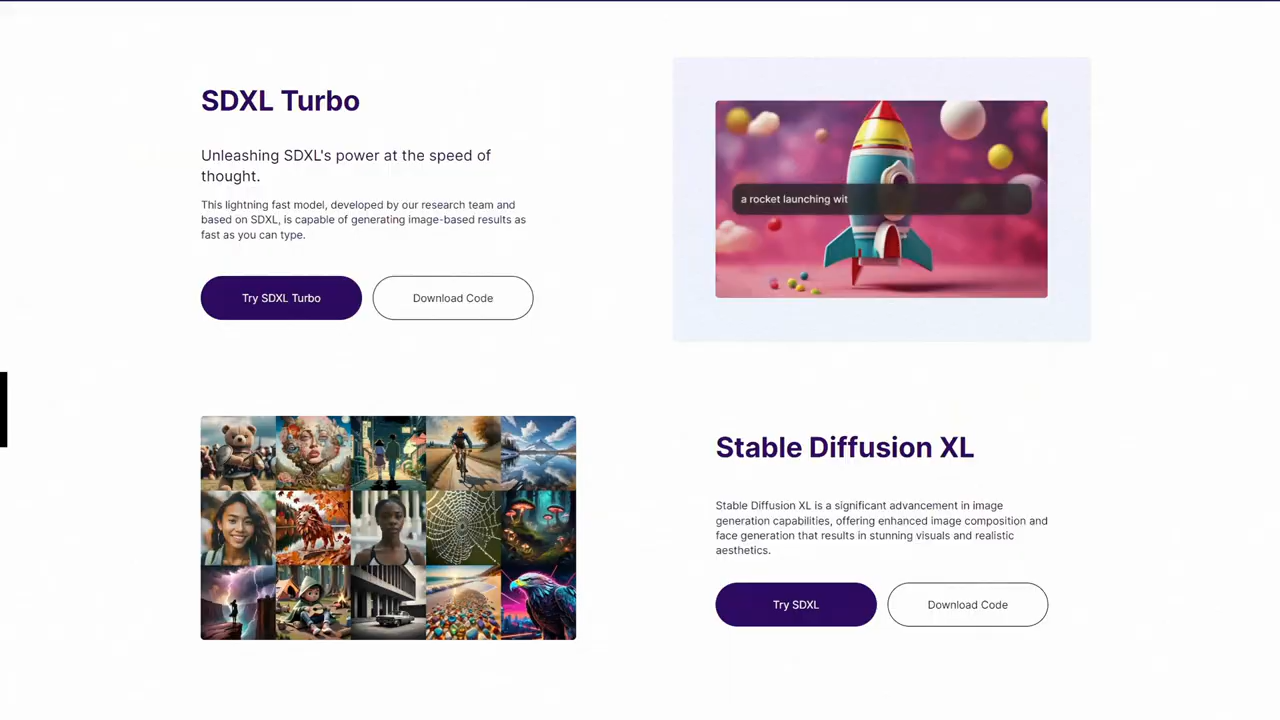 SDXL Turbo
Unleashing SDXL's power at the speed of
thought.
This lightning fast model, developed by our research team and
based on SDXL, is capable of generating image-based results as
fast as you can type.
Try SDXL Turbo
Download Code
a rocket launching wit
Stable Diffusion XL
Stable Diffusion XL is a significant advancement in image
generation capabilities, offering enhanced image composition and
face generation that results in stunning visuals and realistic
aesthetics.
Try SDXL
Download Code